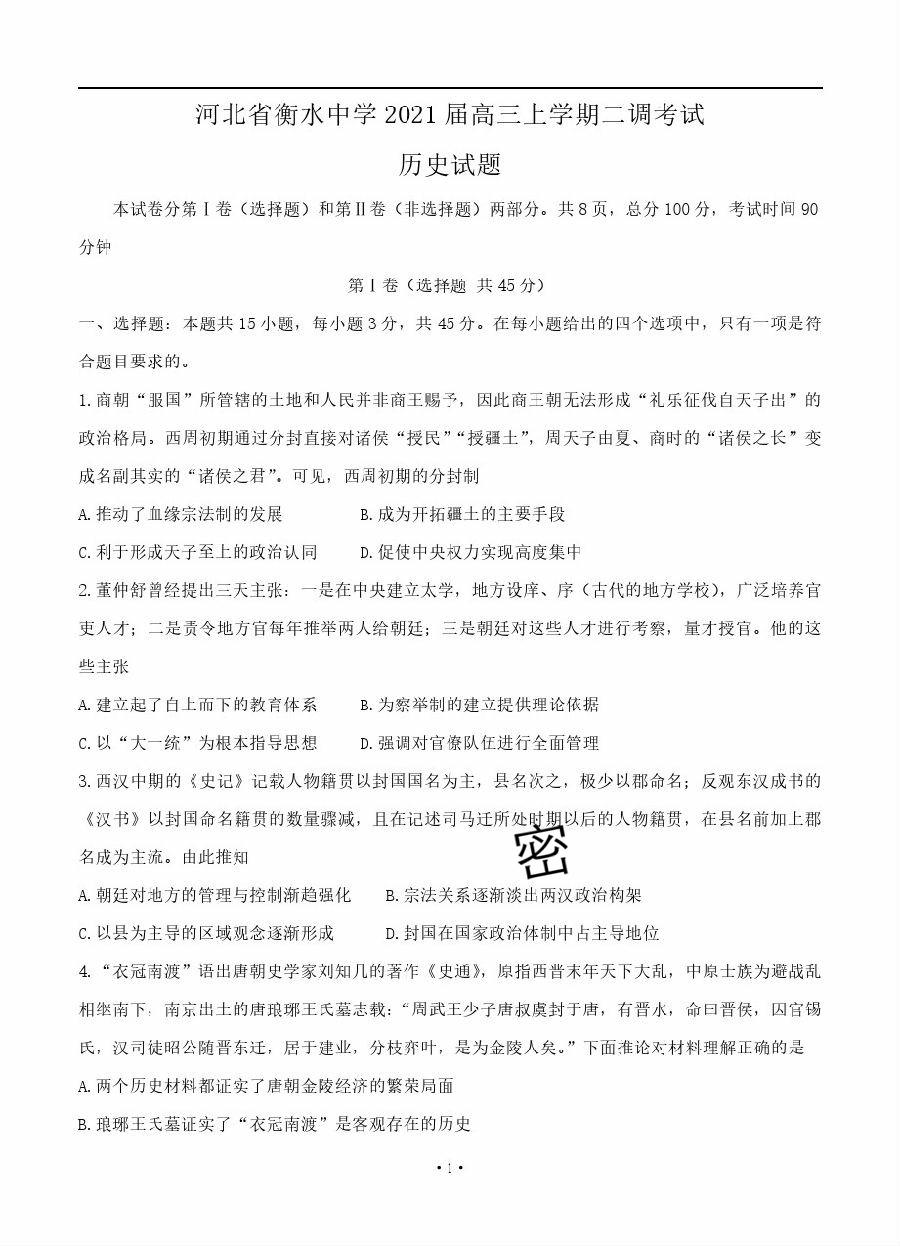 河北省衡水中学 2021 届高三上学期二调考试
历史试题
本试卷分第Ⅰ卷（选择题）和第Ⅱ卷（非选择题）两部分。共 8 页，总分 100 分，考试时间 90
分钟
第Ⅰ卷（选择题 共 45 分）
一、选择题：本题共 15 小题，每小题 3 分，共 45 分。在每小题给出的四个选项中，只有一项是符
合题目要求的。
1. 商朝“服国”所管辖的土地和人民并非商王赐予，因此商王朝无法形成“礼乐征伐自天子出”的
政治格局。西周初期通过分封直接对诸侯“授民”“授疆土”，周天子由夏、商时的“诸侯之长”变
成名副其实的“诸侯之君”。可见，西周初期的分封制
A. 推动了血缘宗法制的发展 B. 成为开拓疆土的主要手段
C. 利于形成天子至上的政治认同 D. 促使中央权力实现高度集中
2. 董仲舒曾经提出三天主张：一是在中央建立太学，地方设庠、序（古代的地方学校），广泛培养官
吏人才；二是责令地方官每年推举两人给朝廷；三是朝廷对这些人才进行考察，量才授官。他的这
些主张
A. 建立起了自上而下的教育体系 B. 为察举制的建立提供理论依据
C. 以“大一统”为根本指导思想 D. 强调对官僚队伍进行全面管理
3. 西汉中期的《史记》记载人物籍贯以封国国名为主，县名次之，极少以郡命名；反观东汉成书的
《汉书》以封国命名籍贯的数量骤减，且在记述司马迁所处时期以后的人物籍贯，在县名前加上郡
名成为主流。由此推知
密
A. 朝廷对地方的管理与控制渐趋强化 B. 宗法关系逐渐淡出两汉政治构架
C. 以县为主导的区域观念逐渐形成 D. 封国在国家政治体制中占主导地位
4. “衣冠南渡”语出唐朝史学家刘知几的著作《史通》，原指西晋末年天下大乱，中原士族为避战乱
相继南下，南京出土的唐琅琊王氏墓志载：“周武王少子唐叔虞封于唐，有晋水，命曰晋侯，因官锡
氏，汉司徒昭公随晋东迁，居于建业，分枝弈叶，是为金陵人矣。”下面推论对材料理解正确的是
A. 两个历史材料都证实了唐朝金陵经济的繁荣局面
B. 琅琊王氏墓证实了“衣冠南渡”是客观存在的历史
• 1 •